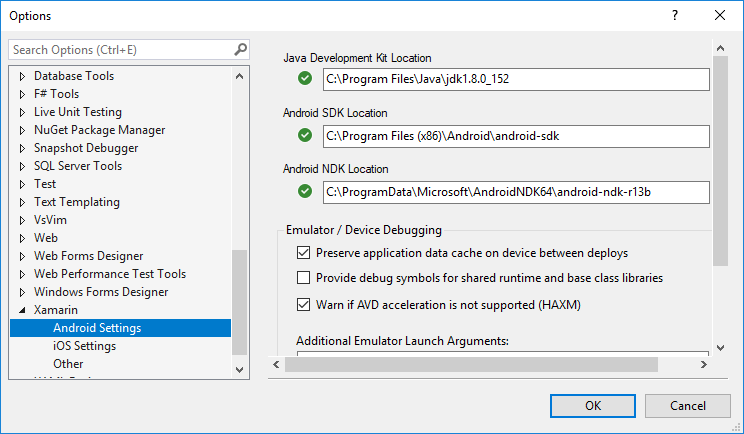 Options
?
Search Options (Ctrl+E)
Database Tools
F# Tools
Live Unit Testing
NuGet Package Manager
Snapshot Debugger
SQL Server Tools
Test
Text Templating
VsVim
Web
Web Forms Designer
Web Performance Test Tools
Windows Forms Designer
Xamarin
Android Settings
iOS Settings
Other
Java Development Kit Location
C:\Program Files\Java\jdk1.8.0_152
Android SDK Location
C:\Program Files (x86)\Android\android-sdk
Android NDK Location
C:\ProgramData\Microsoft\AndroidNDK64\android-ndk-r13b
Emulator / Device Debugging
Preserve application data cache on device between deploys
Provide debug symbols for shared runtime and base class libraries
Warn if AVD acceleration is not supported (HAXM)
Additional Emulator Launch Arguments:
OK
Cancel